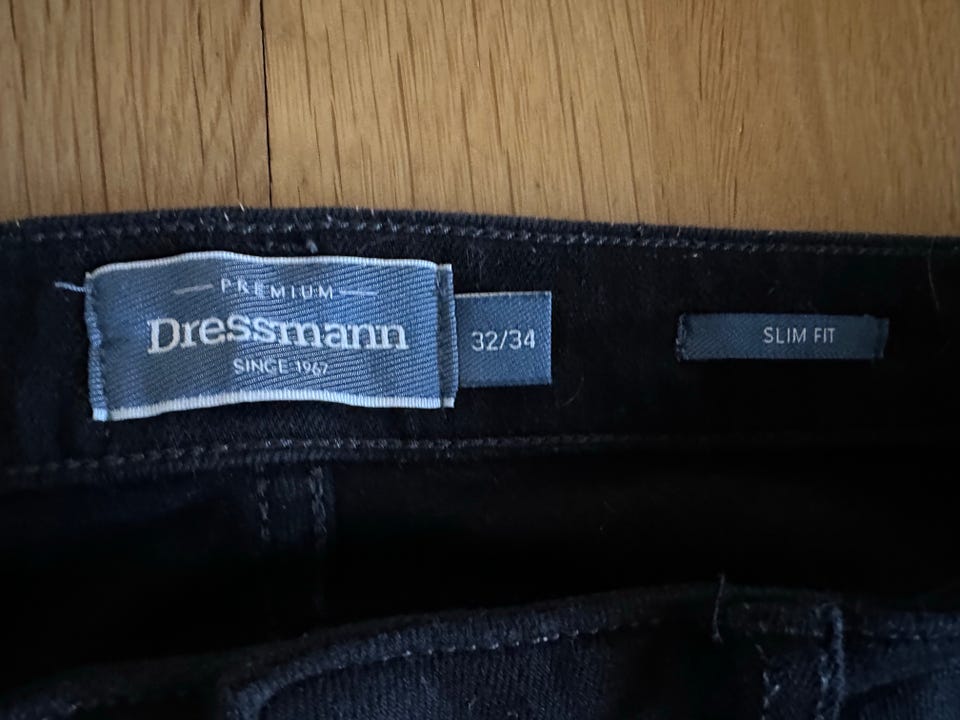 PREMIUM
Dressmann
SINCE 1967
32/34
SLIM FIT